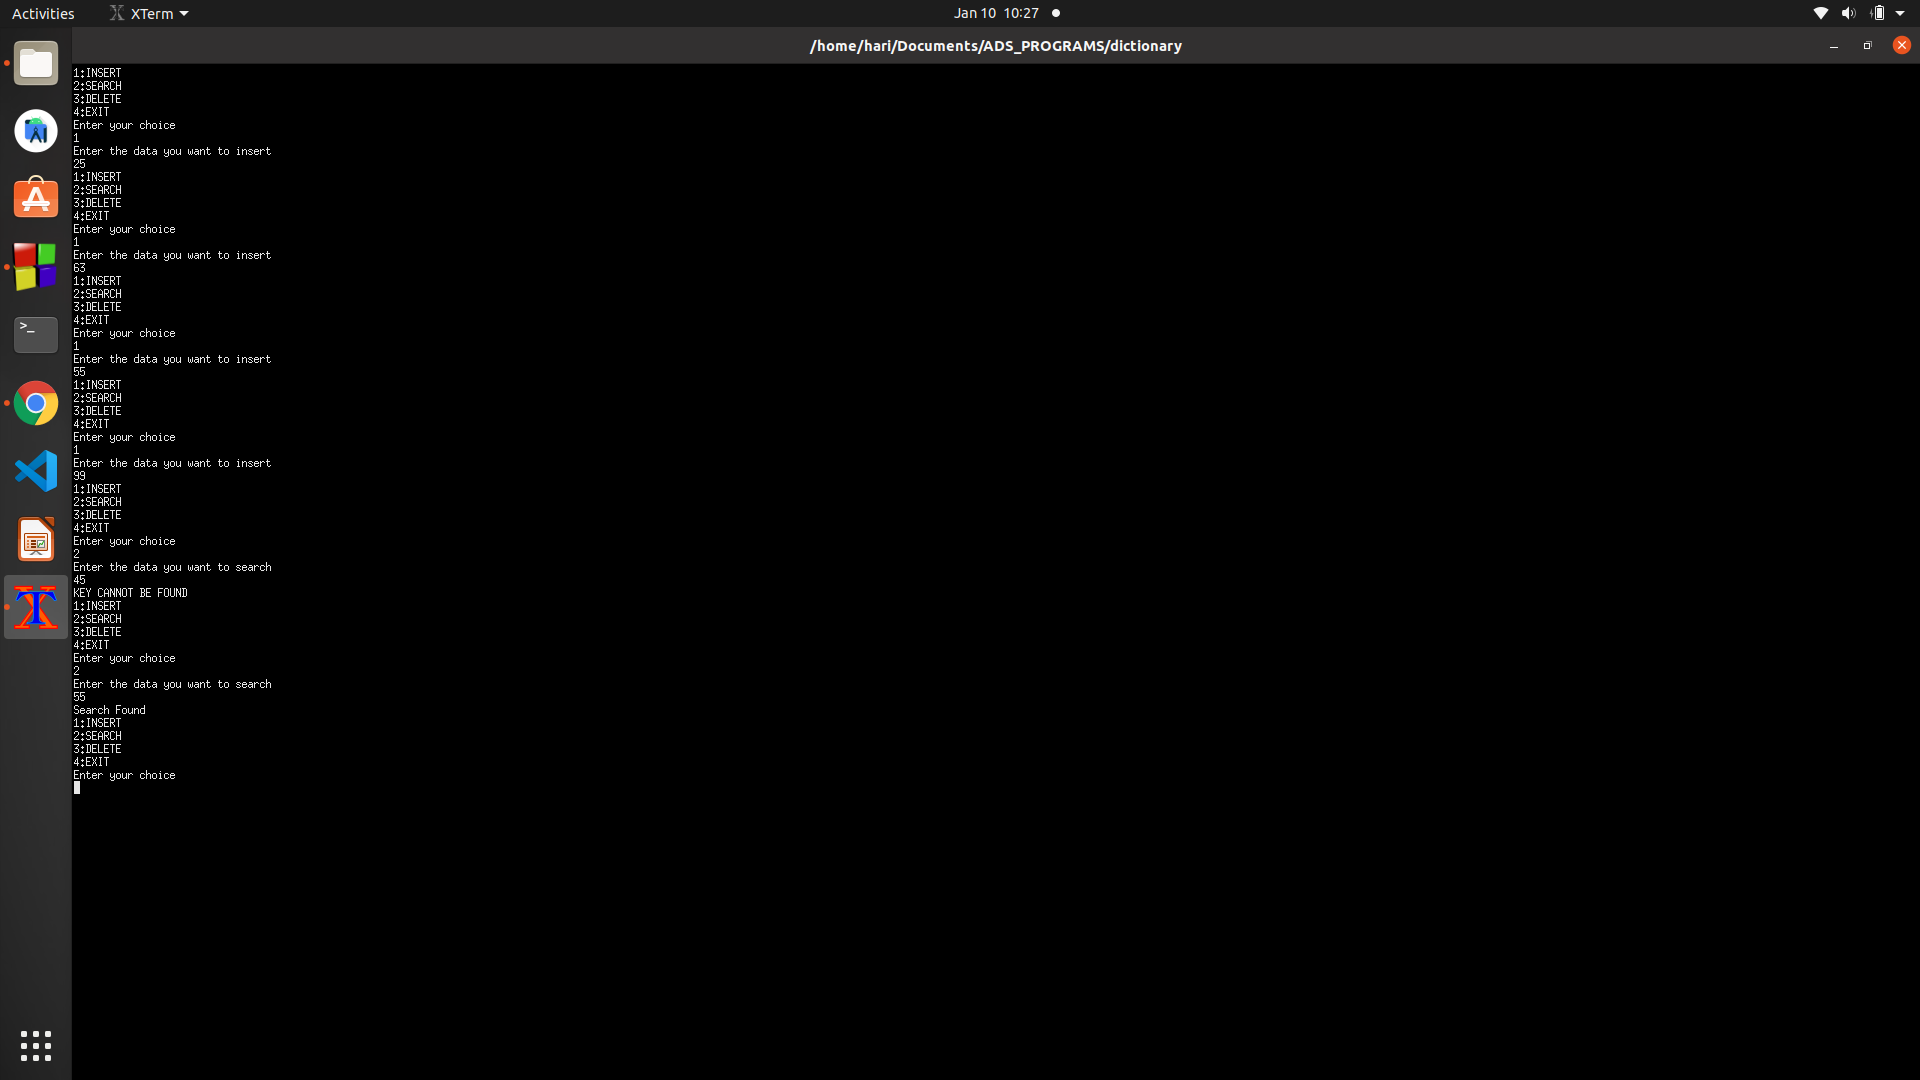 Activities
XTerm
Jan 10 10:27
/home/hari/Documents/ADS_PROGRAMS/dictionary
1:INSERT
2:SEARCH
3:DELETE
4:EXIT
Enter your choice
1
Enter the data you want to insert
25
1:INSERT
2:SEARCH
3:DELETE
4:EXIT
Enter your choice
1
Enter the data you want to insert
63
1:INSERT
2:SEARCH
3:DELETE
4:EXIT
Enter your choice
1
Enter the data you want to insert
55
1:INSERT
2:SEARCH
3:DELETE
4:EXIT
Enter your choice
1
Enter the data you want to insert
99
1:INSERT
2:SEARCH
3:DELETE
4:EXIT
Enter your choice
2
Enter the data you want to search
45
KEY CANNOT BE FOUND
1:INSERT
2:SEARCH
3:DELETE
4:EXIT
Enter your choice
2
Enter the data you want to search
55
Search Found
1:INSERT
2:SEARCH
3:DELETE
4:EXIT
Enter your choice